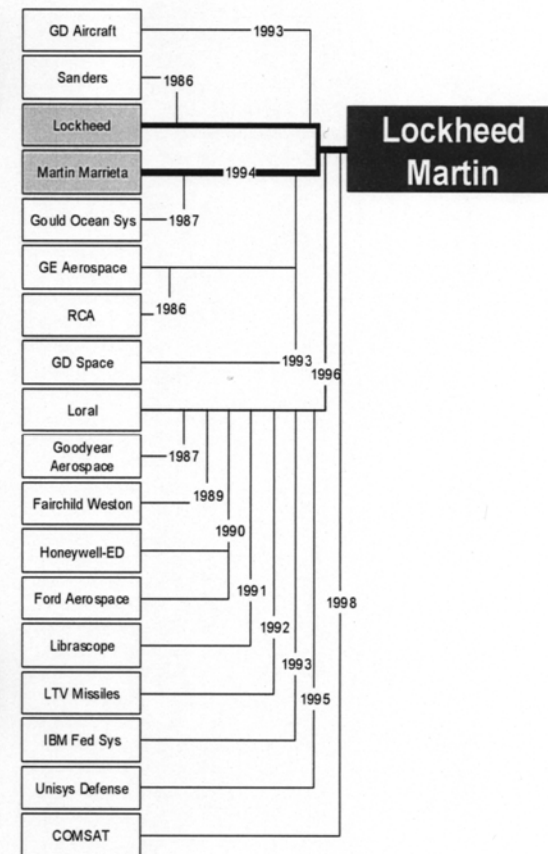 GD Aircraft
1993
Sanders
1986
Lockheed
Lockheed
Martin
Martin Marrieta
1994
Gould Ocean Sys
1987
GE Aerospace
1986
RCA
GD Space
1993
1996
Loral
Goodyear
Aerospace
1987
Fairchild Weston
1989
1990
Honeywell-ED
Ford Aerospace
1991
1998
Librascope
1992
1993
LTV Missiles
1995
IBM Fed Sys
Unisys Defense
COMSAT